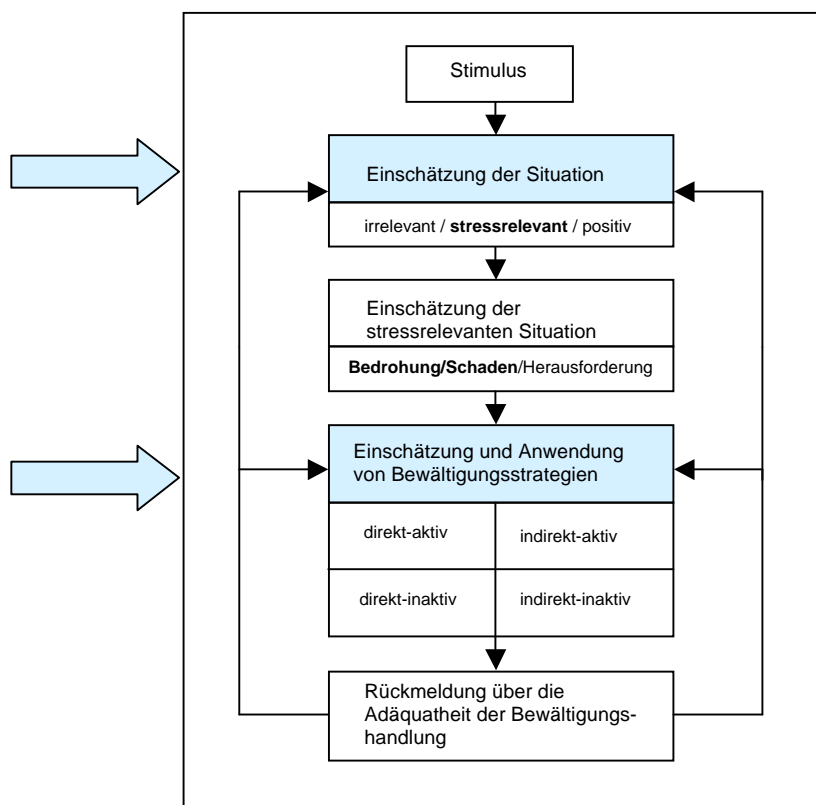 Stimulus
Einschätzung der Situation
irrelevant / stressrelevant / positiv
Einschätzung der
stressrelevanten Situation
Bedrohung/Schaden/Herausforderung
Einschätzung und Anwendung
von Bewältigungsstrategien
direkt-aktiv
indirekt-aktiv
direkt-inaktiv
indirekt-inaktiv
Rückmeldung über die
Adäquatheit der Bewältigungs-
handlung